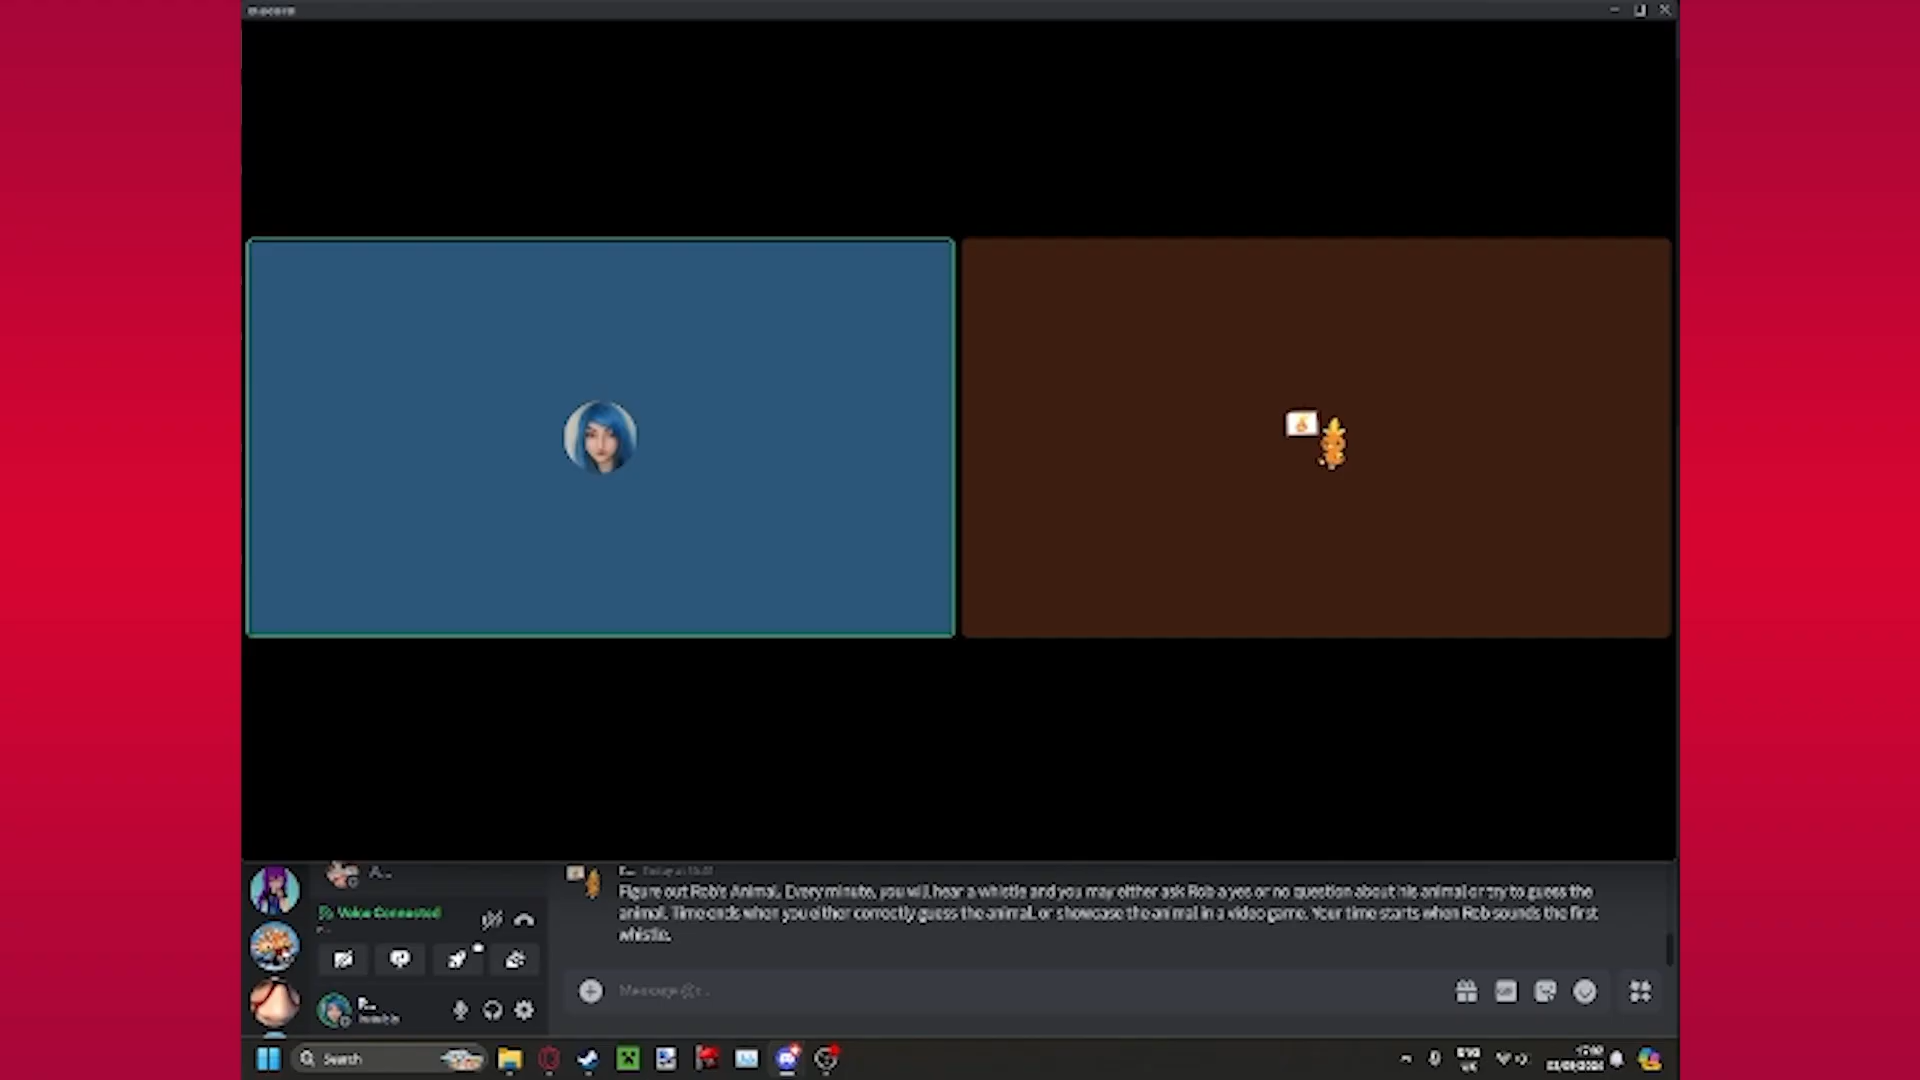 Voice Connected
Figure out Rob's Animal. Every minute, you will hear a whistle and you may either ask Rob a yes or no question about his animal or try to guess the
animal. Time ends when you either correctly guess the animal, or showcase the animal in a video game. Your time starts when Rob sounds the first
whistle.
Search